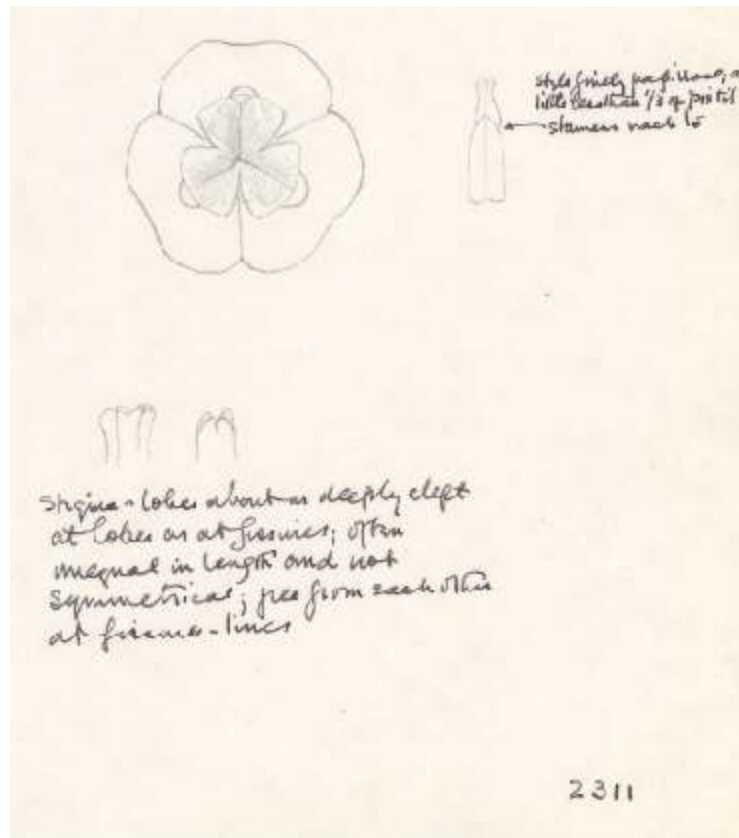 style finely papillose; a
little less than 1/3 of pistil
stamens reach to
Stigma-lobes about as deeply cleft
at lobes as at fissures; often
unequal in length and not
symmetrical; free from each other
at fissure-lines
2311